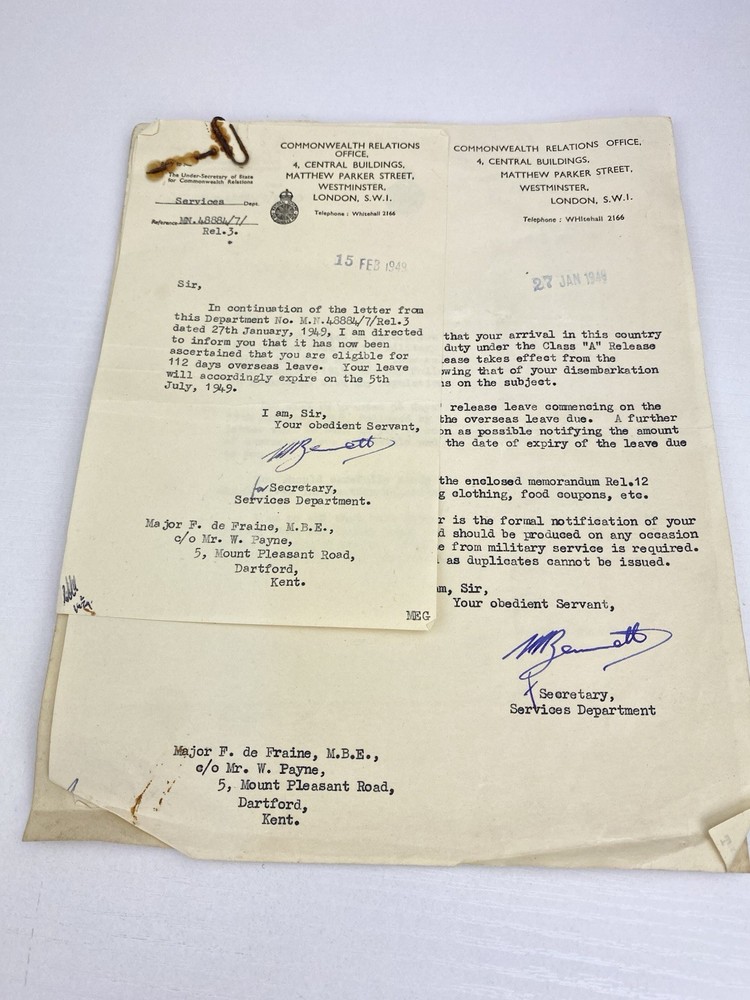 The Under-Secretary of State
for Commonwealth Relations
Services Dept.
Reference MN.48884/7/
Rel.3.
COMMONWEALTH RELATIONS
OFFICE,
4, CENTRAL BUILDINGS,
MATTHEW PARKER STREET,
WESTMINSTER,
LONDON, S.W.1.
Telephone : WHitehall 2166
15 FEB 1949
Sir,
In continuation of the letter from
this Department No. M.N.48884/7/Rel.3
dated 27th January, 1949, I am directed
to inform you that it has now been
ascertained that you are eligible for
112 days overseas leave. Your leave
will accordingly expire on the 5th
July, 1949.
I am, Sir,
Your obedient Servant,
MBennett
for Secretary,
Services Department.
Major F. de Fraine, M.B.E.,
c/o Mr. W. Payne,
5, Mount Pleasant Road,
Dartford,
Kent.
MEG
COMMONWEALTH RELATIONS OFFICE,
4, CENTRAL BUILDINGS,
MATTHEW PARKER STREET,
WESTMINSTER,
LONDON, S.W.1.
Telephone : WHitehall 2166
27 JAN 1949
that your arrival in this country
duty under the Class "A" Release
ease takes effect from the
owing that of your disembarkation
ns on the subject.
release leave commencing on the
the overseas leave due. A further
on as possible notifying the amount
the date of expiry of the leave due
the enclosed memorandum Rel.12
g clothing, food coupons, etc.
r is the formal notification of your
d should be produced on any occasion
e from military service is required.
as duplicates cannot be issued.
am, Sir,
Your obedient Servant,
MBennett
f Secretary,
Services Department
Major F. de Fraine, M.B.E.,
c/o Mr. W. Payne,
5, Mount Pleasant Road,
Dartford,
Kent.